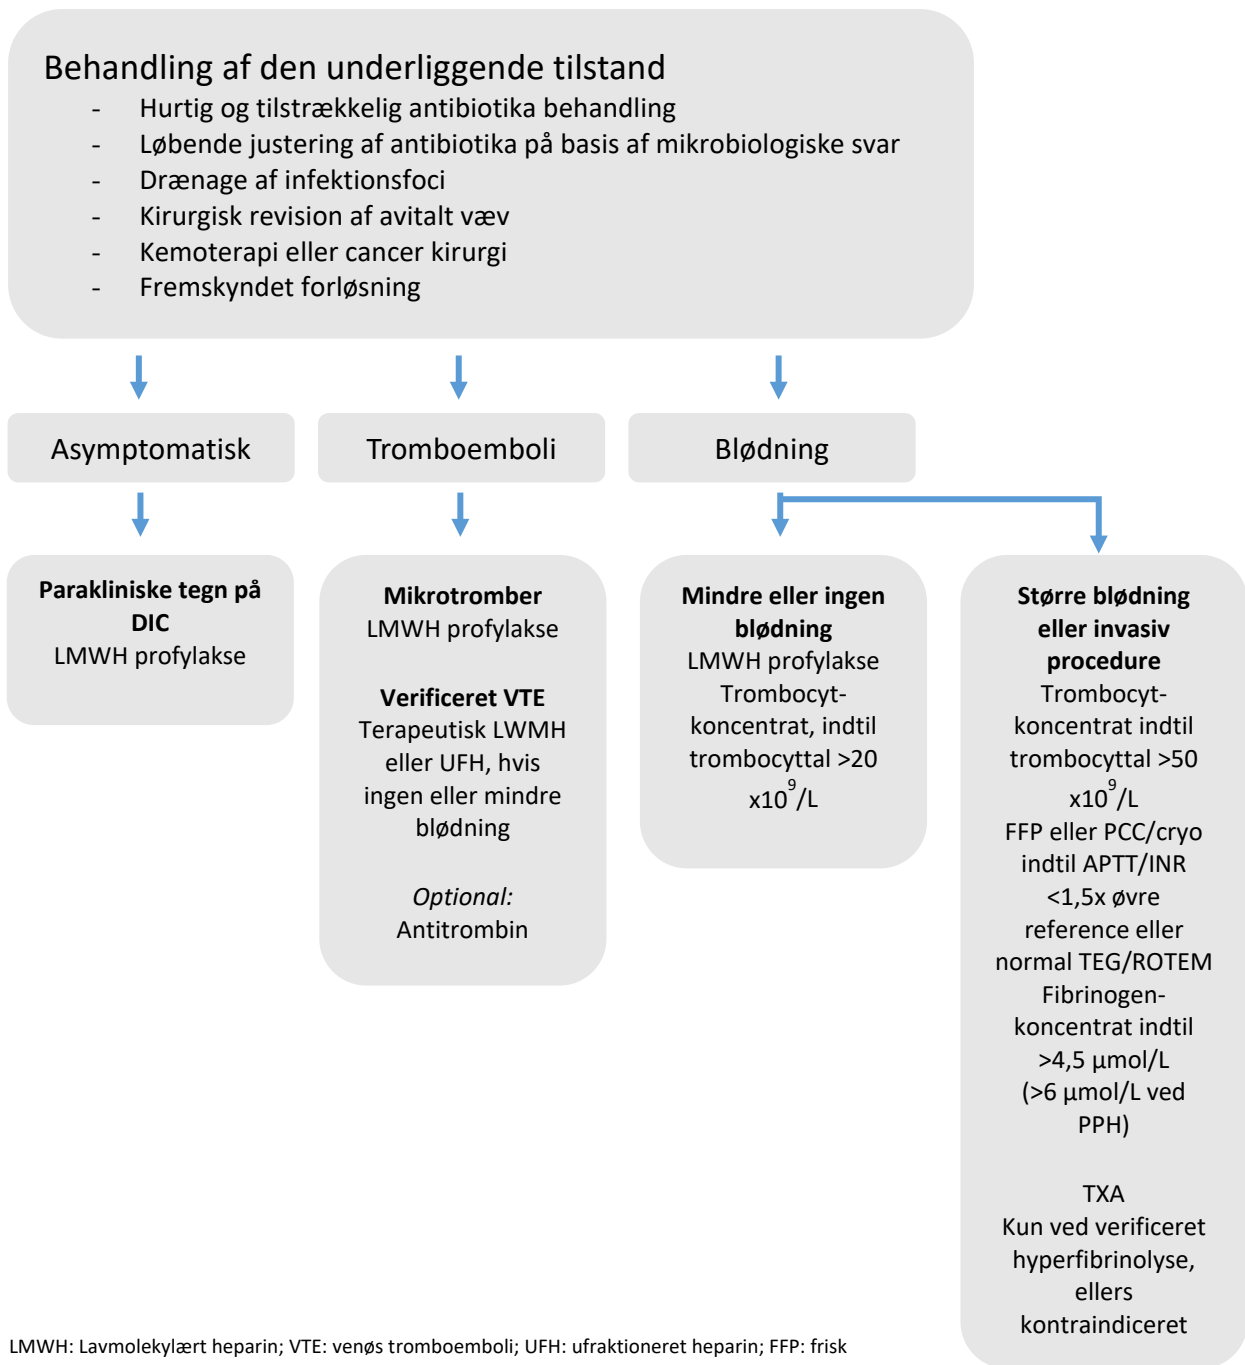 Behandling af den underliggende tilstand
- Hurtig og tilstrækkelig antibiotika behandling
- Løbende justering af antibiotika på basis af mikrobiologiske svar
- Drænage af infektionsfoci
- Kirurgisk revision af avitalt væv
- Kemoterapi eller cancer kirurgi
- Fremskyndet forløsning
Asymptomatisk
Tromboemboli
Blødning
Parakliniske tegn på
DIC
LMWH profylakse
Mikrotromber
LMWH profylakse
Verificeret VTE
Terapeutisk LWMH
eller UFH, hvis
ingen eller mindre
blødning
Optional:
Antitrombin
Mindre eller ingen
blødning
LMWH profylakse
Trombocyt-
koncentrat, indtil
trombocyttal >20
x10⁹/L
Større blødning
eller invasiv
procedure
Trombocyt-
koncentrat indtil
trombocyttal >50
x10⁹/L
FFP eller PCC/cryo
indtil APTT/INR
<1,5x øvre
reference eller
normal TEG/ROTEM
Fibrinogen-
koncentrat indtil
>4,5 µmol/L
(>6 µmol/L ved
PPH)
TXA
Kun ved verificeret
hyperfibrinolyse,
ellers
kontraindiceret
LMWH: Lavmolekylært heparin; VTE: venøs tromboemboli; UFH: ufraktioneret heparin; FFP: frisk